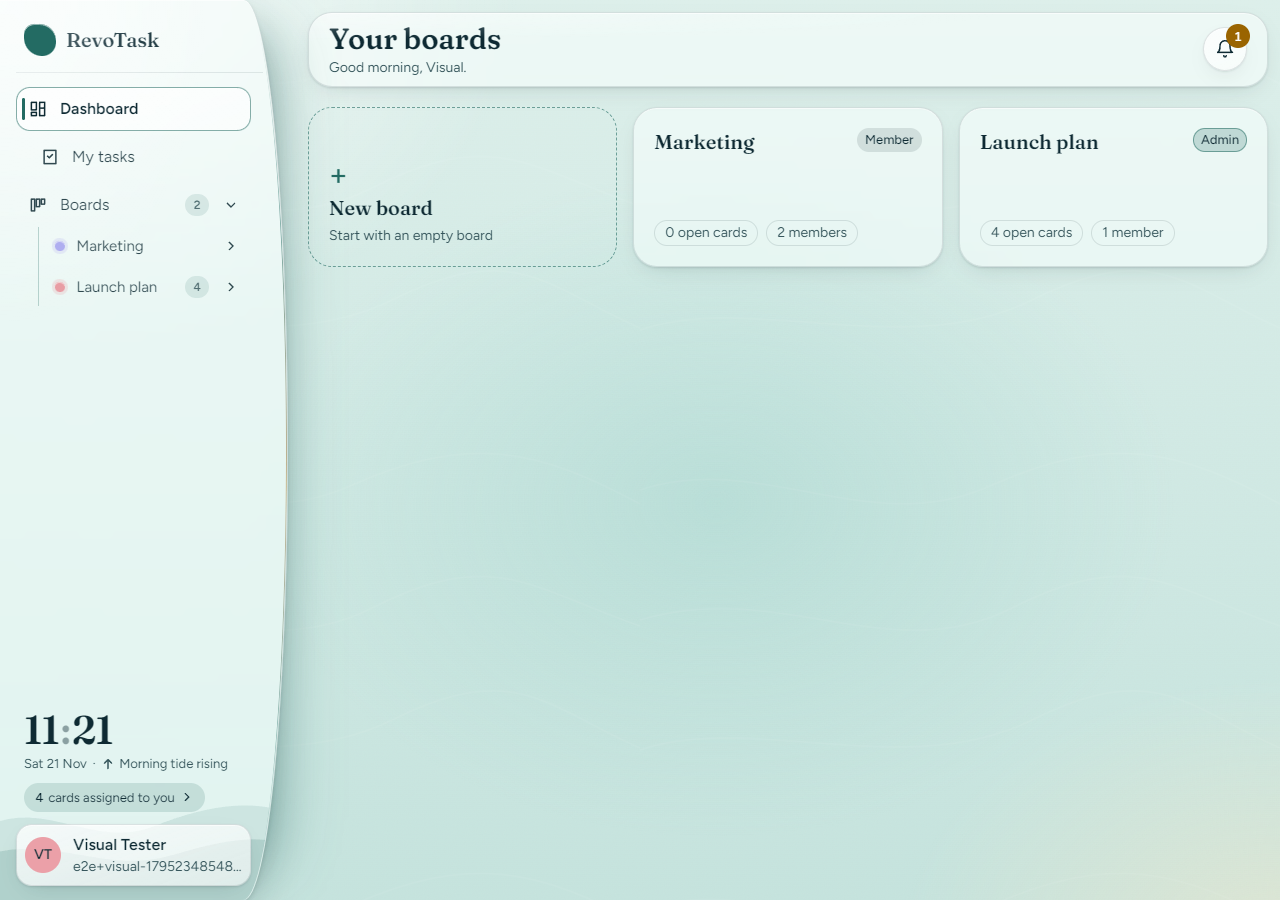 RevoTask
Dashboard
My tasks
Boards 2
Marketing
Launch plan 4
11:21
Sat 21 Nov · ↑ Morning tide rising
4 cards assigned to you
VT
Visual Tester
e2e+visual-17952348548...
Your boards
Good morning, Visual.
1
+
New board
Start with an empty board
Marketing
Member
0 open cards
2 members
Launch plan
Admin
4 open cards
1 member